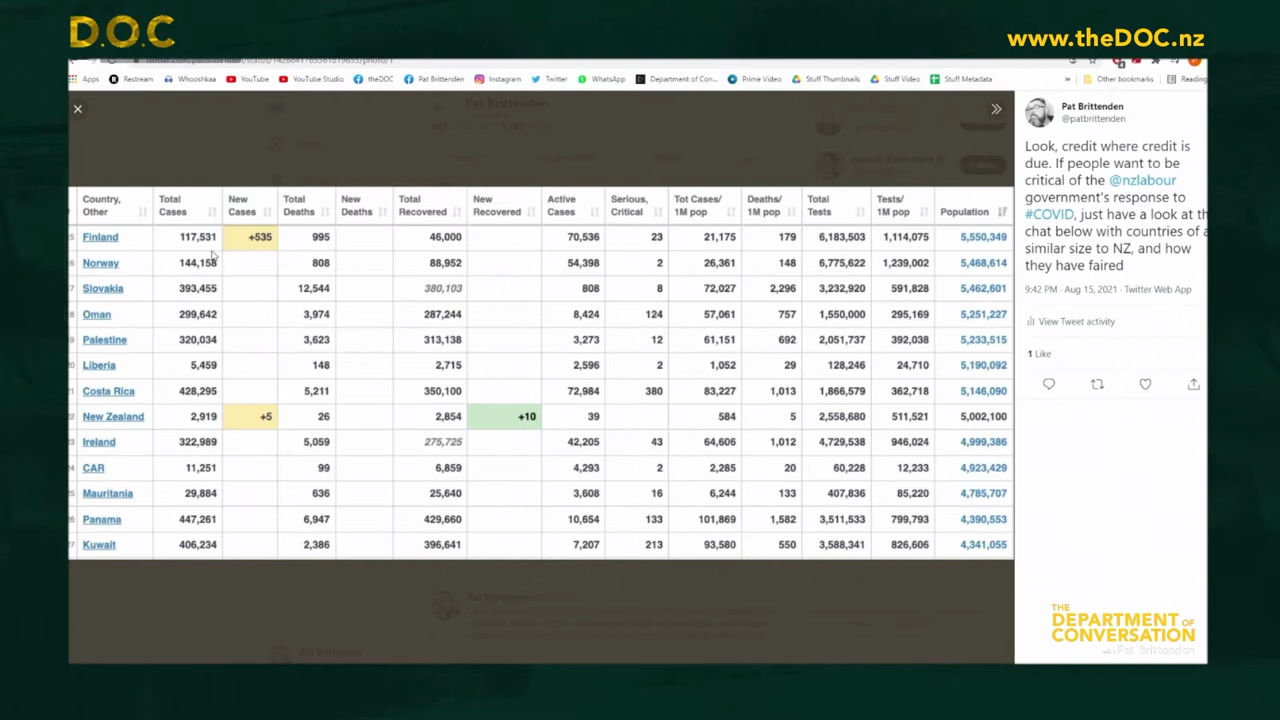 D.O.C
www.theDOC.nz
Apps Restream Whooshkaa YouTube YouTube Studio theDOC Pat Brittenden Instagram Twitter WhatsApp Department of Con... Prime Video Stuff Thumbnails Stuff Video Stuff Metadata » Other bookmarks Reading
Pat Brittenden
Country, Other Total Cases New Cases Total Deaths New Deaths Total Recovered New Recovered Active Cases Serious, Critical Tot Cases/ 1M pop Deaths/ 1M pop Total Tests Tests/ 1M pop Population
Finland 117,531 +535 995 46,000 70,536 23 21,175 179 6,183,503 1,114,075 5,550,349
Norway 144,158 808 88,952 54,398 2 26,361 148 6,775,622 1,239,002 5,468,614
Slovakia 393,455 12,544 380,103 808 8 72,027 2,296 3,232,920 591,828 5,462,601
Oman 299,642 3,974 287,244 8,424 124 57,061 757 1,550,000 295,169 5,251,227
Palestine 320,034 3,623 313,138 3,273 12 61,151 692 2,051,737 392,038 5,233,515
Liberia 5,459 148 2,715 2,596 2 1,052 29 128,246 24,710 5,190,092
Costa Rica 428,295 5,211 350,100 72,984 380 83,227 1,013 1,866,579 362,718 5,146,090
New Zealand 2,919 +5 26 2,854 +10 39 584 5 2,558,680 511,521 5,002,100
Ireland 322,989 5,059 275,725 42,205 43 64,606 1,012 4,729,538 946,024 4,999,386
CAR 11,251 99 6,859 4,293 2 2,285 20 60,228 12,233 4,923,429
Mauritania 29,884 636 25,640 3,608 16 6,244 133 407,836 85,220 4,785,707
Panama 447,261 6,947 429,660 10,654 133 101,869 1,582 3,511,533 799,793 4,390,553
Kuwait 406,234 2,386 396,641 7,207 213 93,580 550 3,588,341 826,606 4,341,055
Pat Brittenden
@patbrittenden
Look, credit where credit is
due. If people want to be
critical of the @nzlabour
government's response to
#COVID, just have a look at th
chat below with countries of a
similar size to NZ, and how
they have faired
9:42 PM · Aug 15, 2021 · Twitter Web App
View Tweet activity
1 Like
THE
DEPARTMENT OF
CONVERSATION
Pat Brittenden